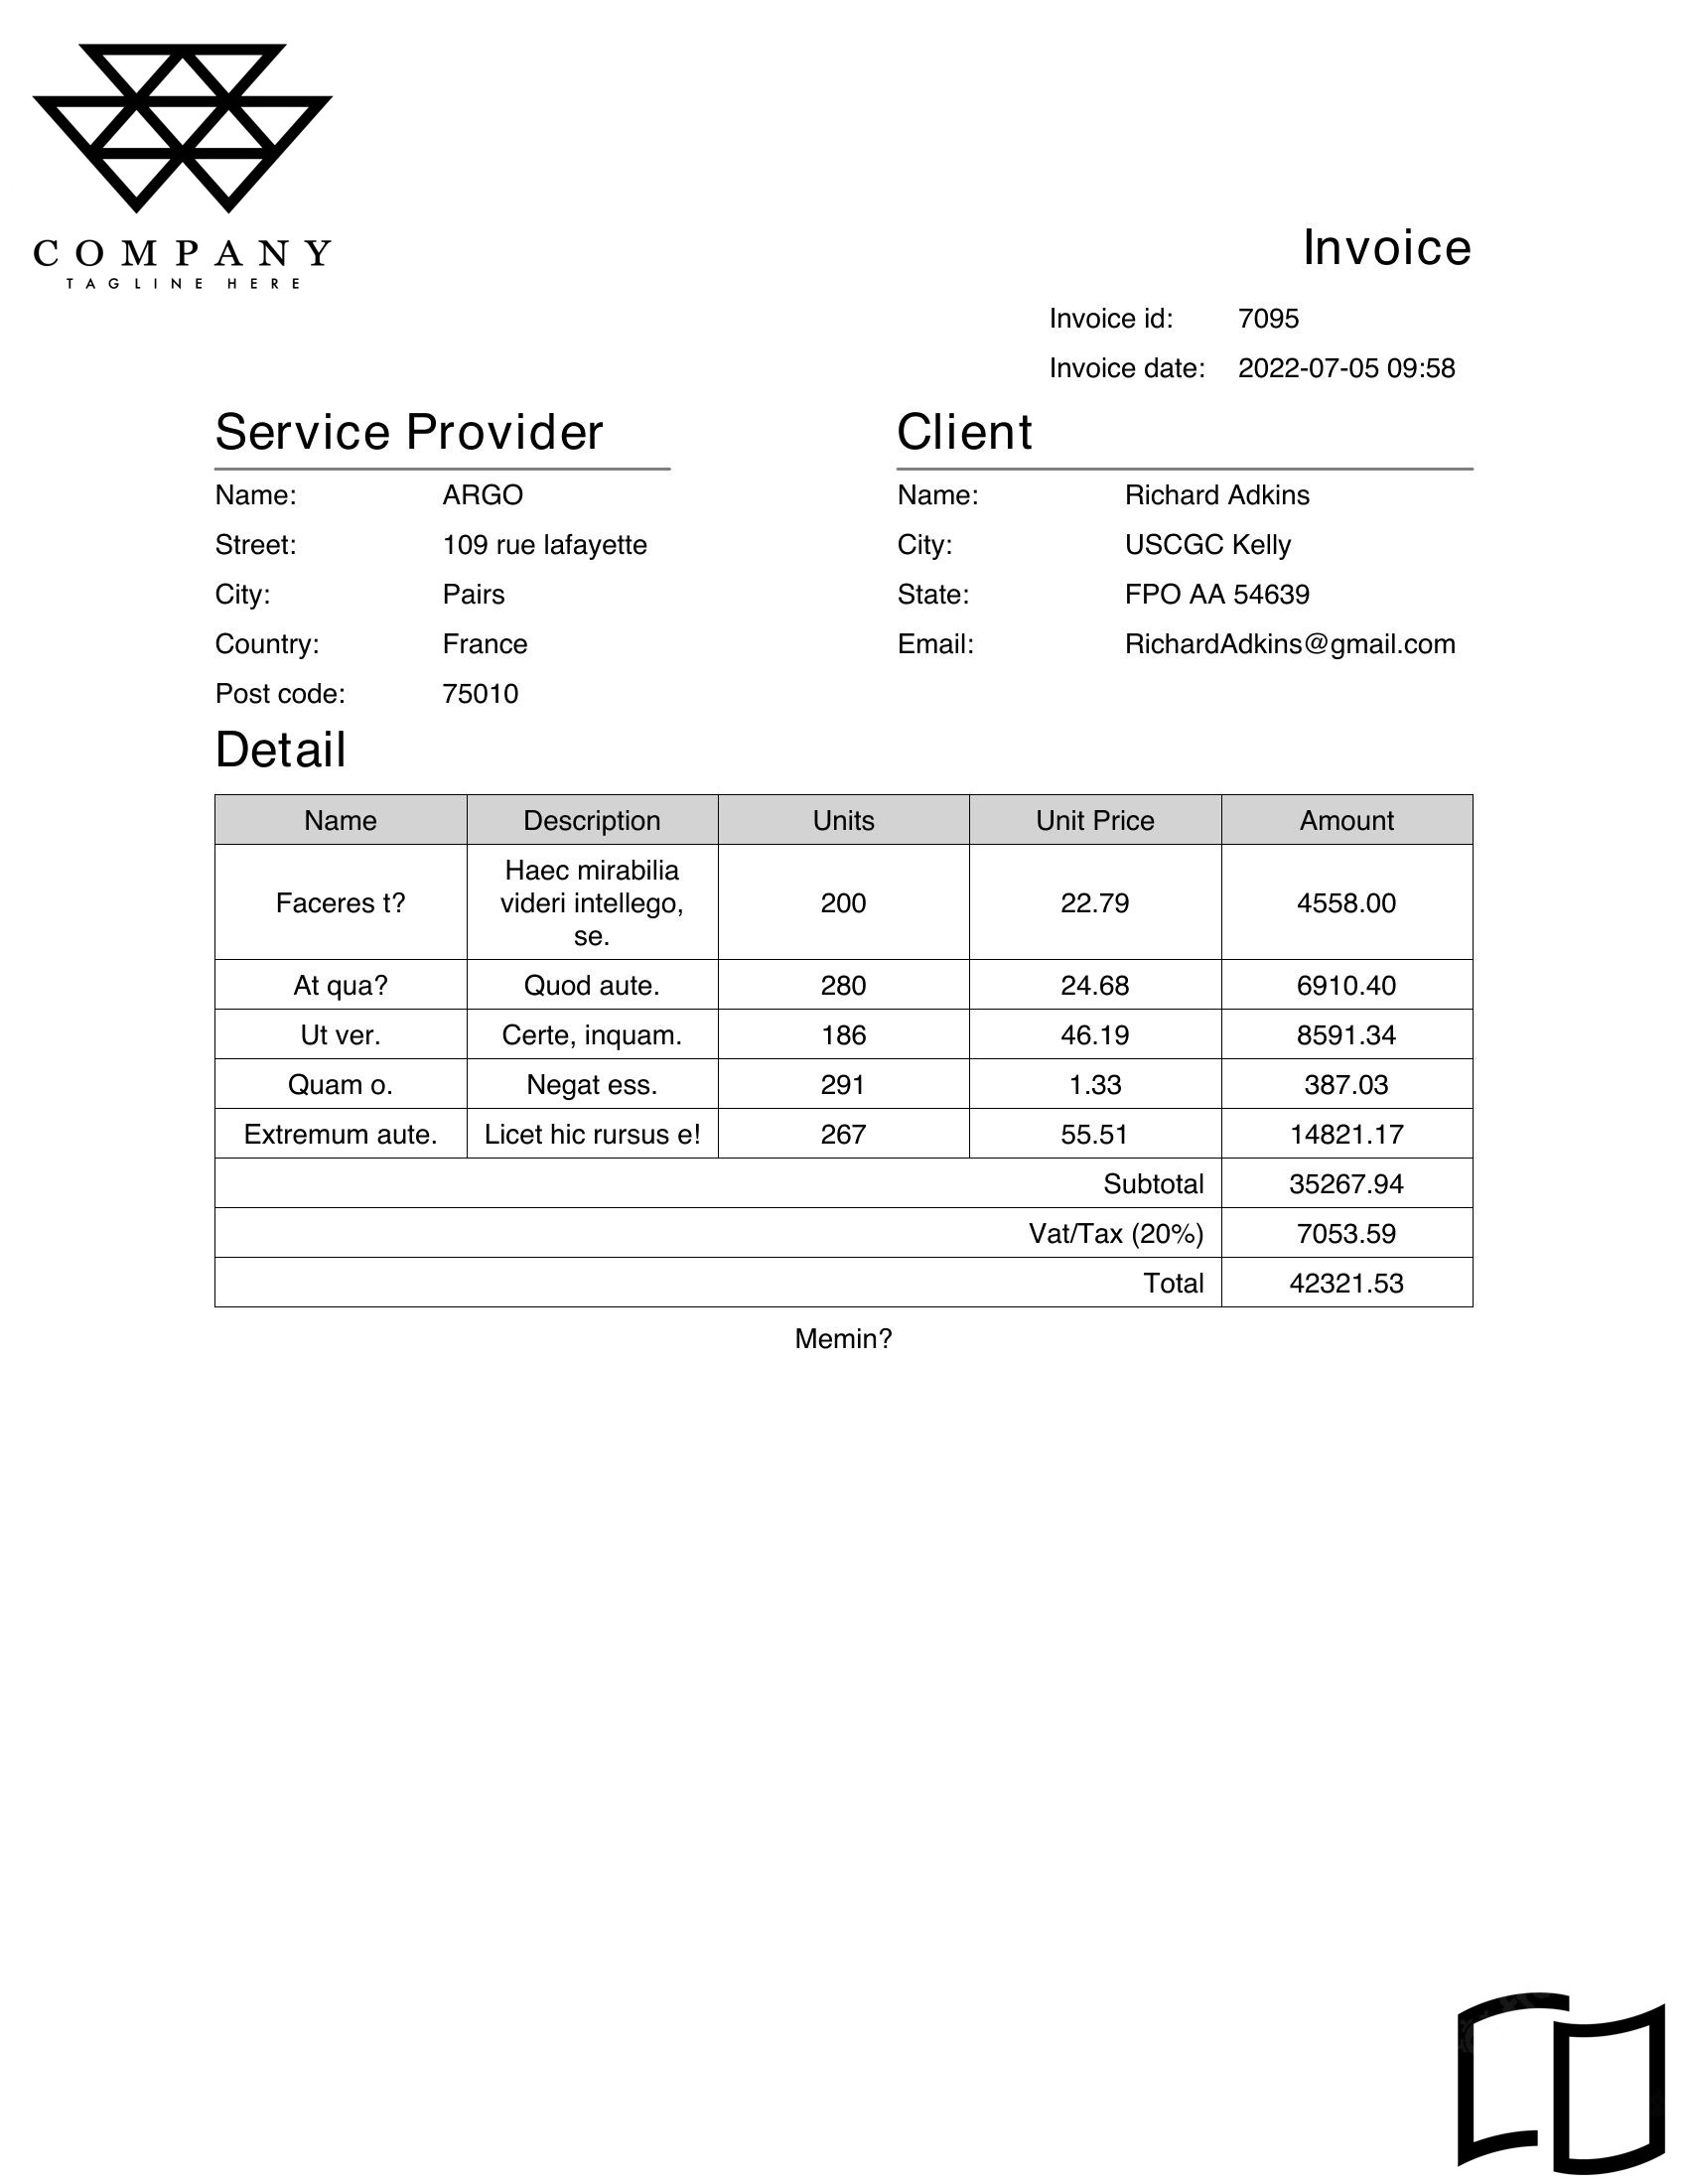 COMPANY
TAGLINE HERE
Invoice
Invoice id: 7095
Invoice date: 2022-07-05 09:58
Service Provider
Name: ARGO
Street: 109 rue lafayette
City: Pairs
Country: France
Post code: 75010
Client
Name: Richard Adkins
City: USCGC Kelly
State: FPO AA 54639
Email: RichardAdkins@gmail.com
Detail
Name Description Units Unit Price Amount
Faceres t? Haec mirabilia videri intellego, se. 200 22.79 4558.00
At qua? Quod aute. 280 24.68 6910.40
Ut ver. Certe, inquam. 186 46.19 8591.34
Quam o. Negat ess. 291 1.33 387.03
Extremum aute. Licet hic rursus e! 267 55.51 14821.17
Subtotal 35267.94
Vat/Tax (20%) 7053.59
Total 42321.53
Memin?